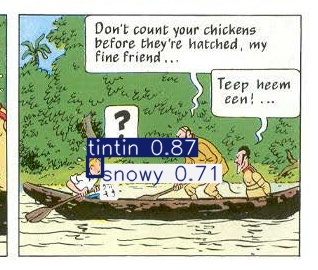 Don't count your chickens
before they're hatched, my
fine friend...
Teep heem
een! ...
?
tintin 0.87
snowy 0.71